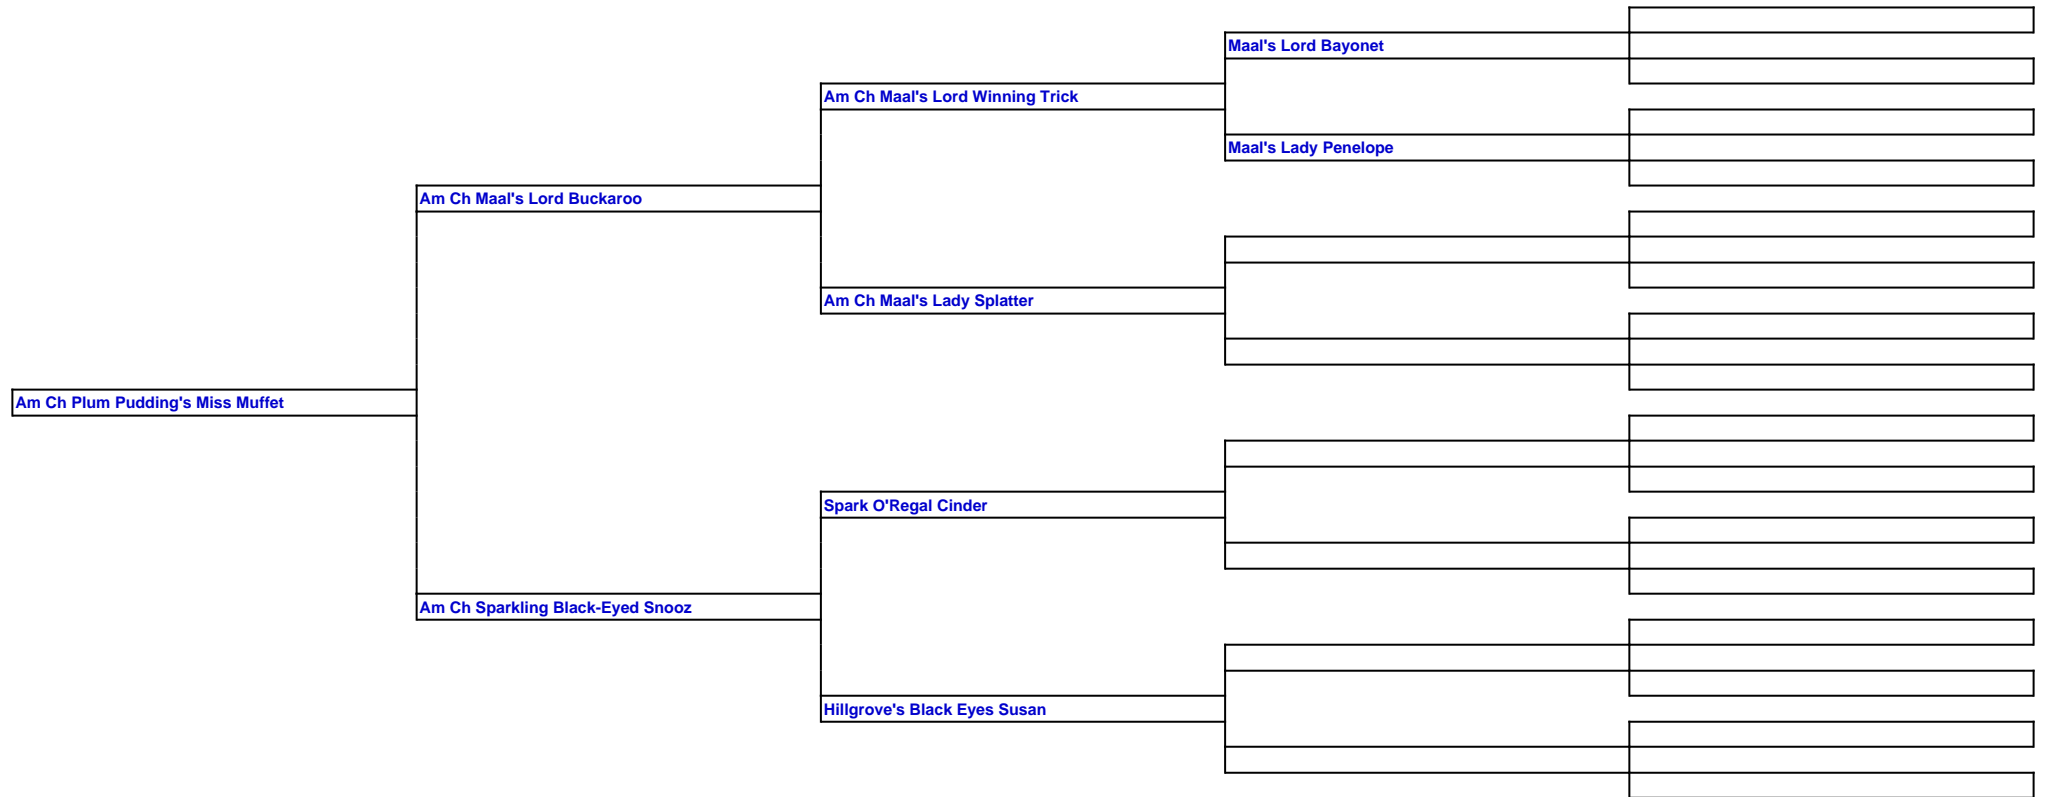 Maal's Lord Bayonet
Am Ch Maal's Lord Winning Trick
Maal's Lady Penelope
Am Ch Maal's Lord Buckaroo
Am Ch Maal's Lady Splatter
Am Ch Plum Pudding's Miss Muffet
Spark O'Regal Cinder
Am Ch Sparkling Black-Eyed Snooz
Hillgrove's Black Eyes Susan